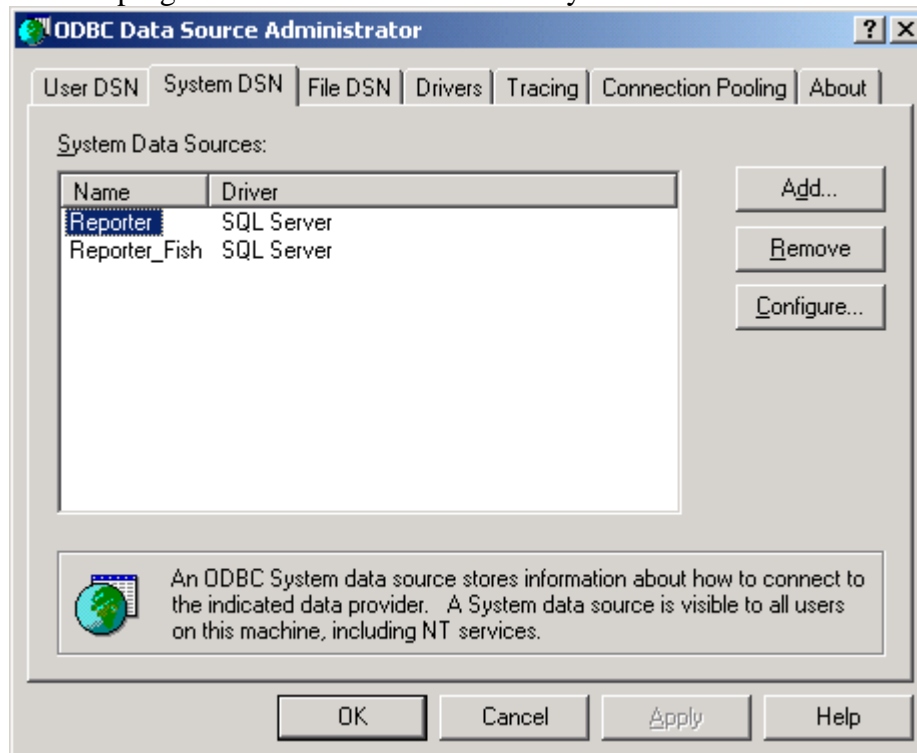 ODBC Data Source Administrator
User DSN System DSN File DSN Drivers Tracing Connection Pooling About
System Data Sources:
Name Driver
Reporter SQL Server
Reporter_Fish SQL Server
Add...
Remove
Configure...
An ODBC System data source stores information about how to connect to
the indicated data provider. A System data source is visible to all users
on this machine, including NT services.
OK Cancel Apply Help